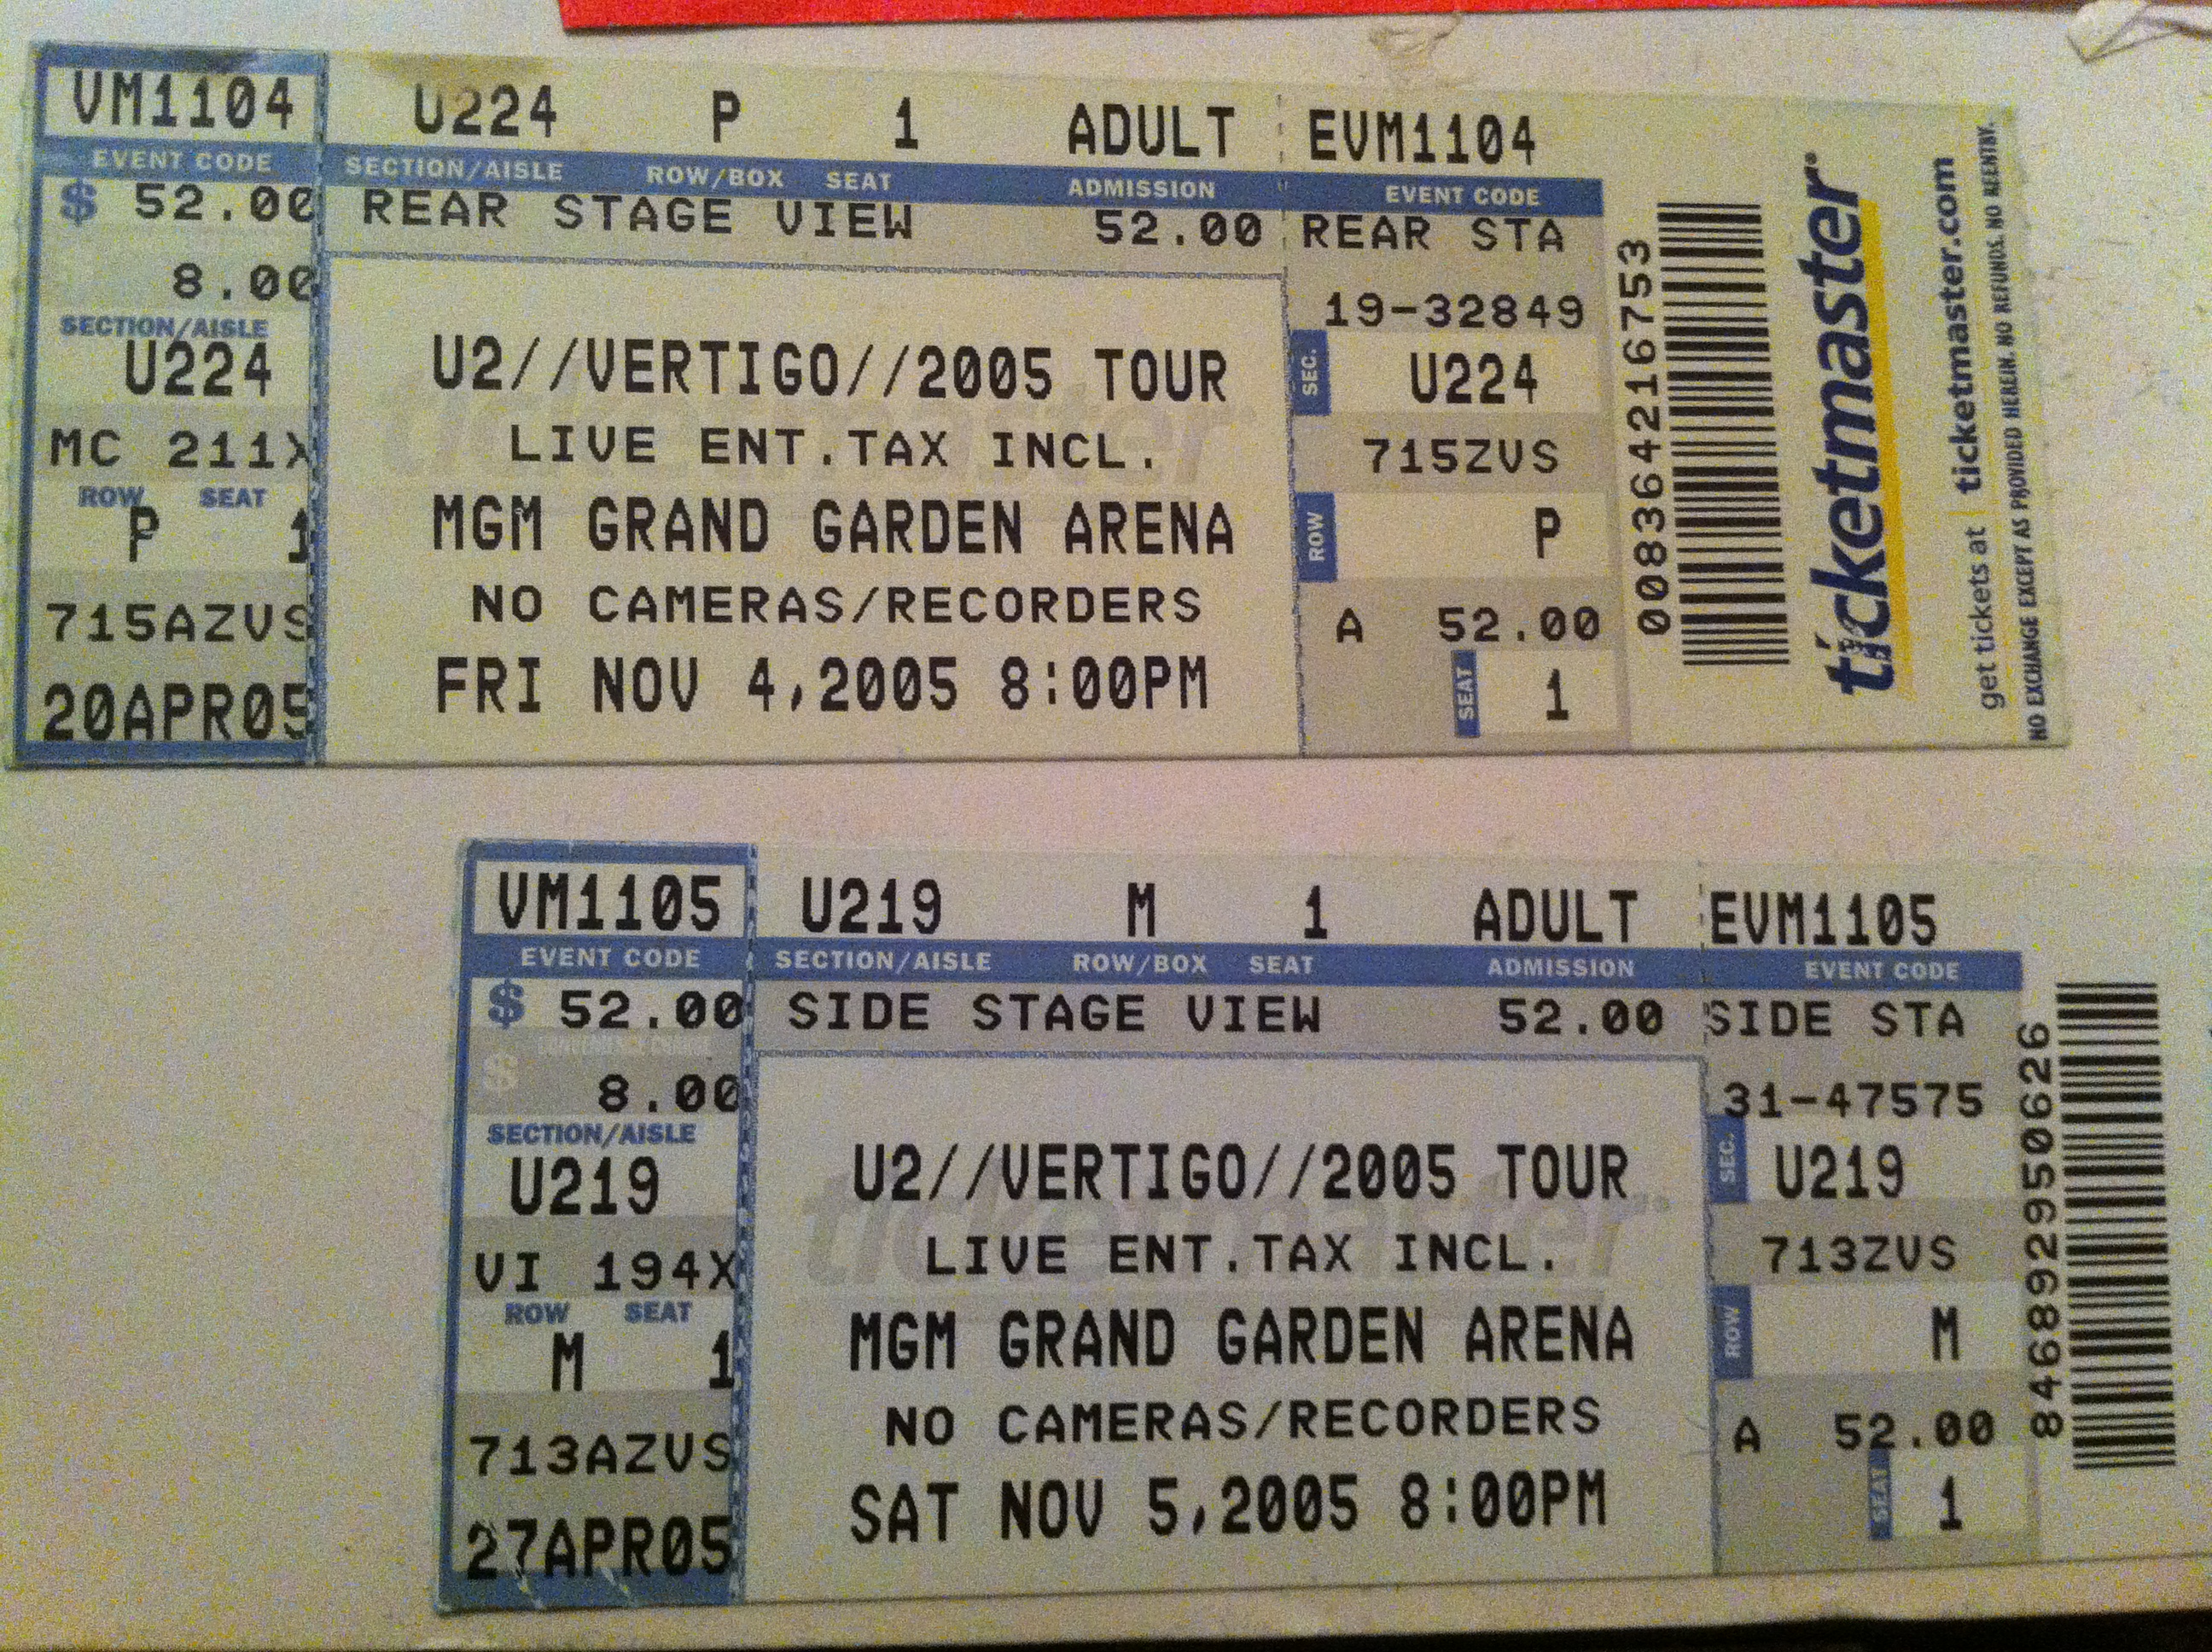 VM1104 U224 P 1 ADULT EVM1104
EVENT CODE SECTION/AISLE ROW/BOX SEAT ADMISSION EVENT CODE
$ 52.00 REAR STAGE VIEW 52.00 REAR STA
8.00
SECTION/AISLE
U224
MC 211X
ROW SEAT
P 1
715AZVS
20APR05
U2//VERTIGO//2005 TOUR
LIVE ENT.TAX INCL.
MGM GRAND GARDEN ARENA
NO CAMERAS/RECORDERS
FRI NOV 4,2005 8:00PM
19-32849
SEC. U224
715ZVS
ROW P
A 52.00
SEAT 1
008364216753
ticketmaster
get tickets at ticketmaster.com
NO EXCHANGE EXCEPT AS PROVIDED HEREIN. NO REFUNDS. NO REENTRY.
VM1105 U219 M 1 ADULT EVM1105
EVENT CODE SECTION/AISLE ROW/BOX SEAT ADMISSION EVENT CODE
$ 52.00 SIDE STAGE VIEW 52.00 SIDE STA
$ 8.00
SECTION/AISLE
U219
VI 194X
ROW SEAT
M 1
713AZVS
27APR05
ticketmaster
U2//VERTIGO//2005 TOUR
LIVE ENT.TAX INCL.
MGM GRAND GARDEN ARENA
NO CAMERAS/RECORDERS
SAT NOV 5,2005 8:00PM
31-47575
SEC. U219
713ZVS
ROW M
A 52.00
SEAT 1
846892950626